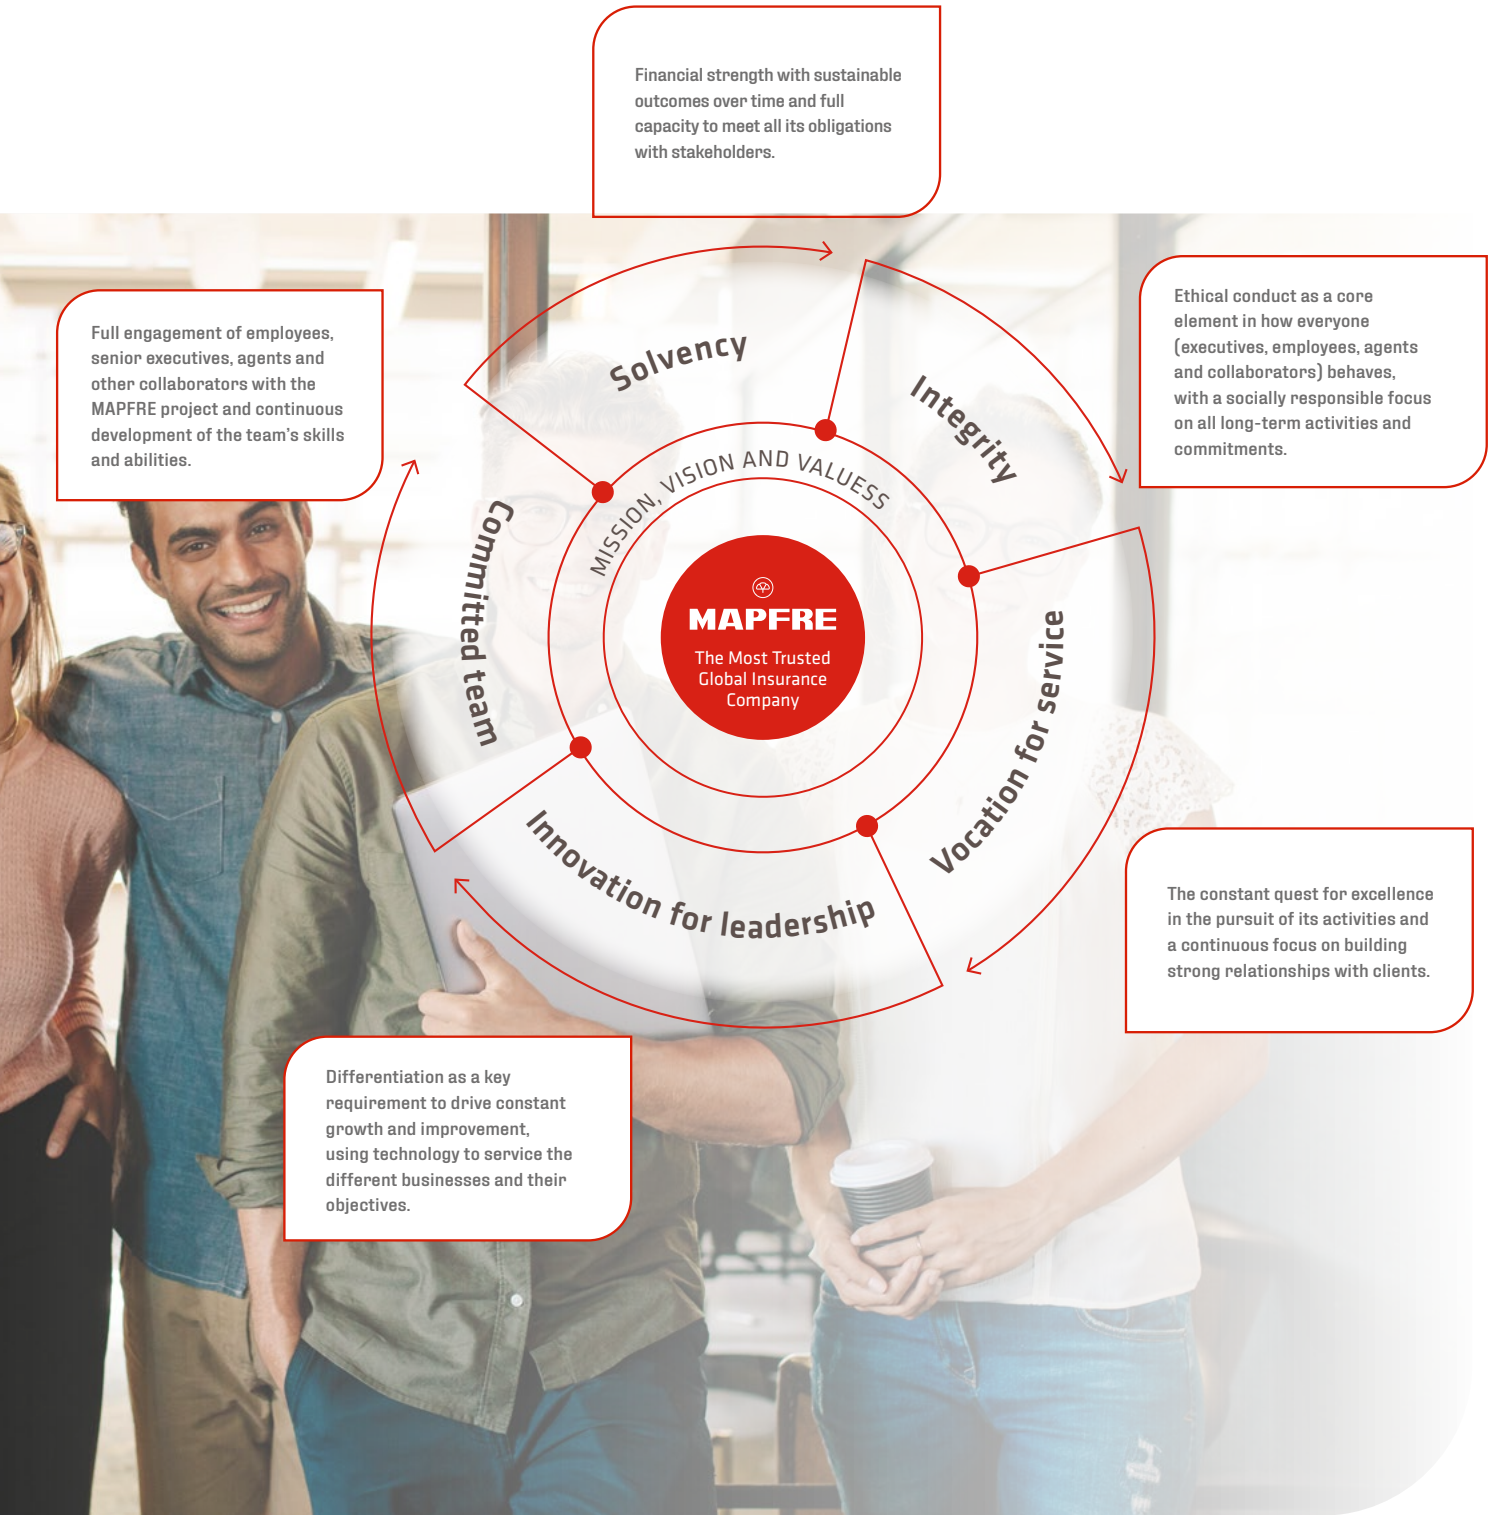 Financial strength with sustainable
outcomes over time and full
capacity to meet all its obligations
with stakeholders.
Solvency
Integrity
Ethical conduct as a core
element in how everyone
(executives, employees, agents
and collaborators) behaves,
with a socially responsible focus
on all long-term activities and
commitments.
Full engagement of employees,
senior executives, agents and
other collaborators with the
MAPFRE project and continuous
development of the team's skills
and abilities.
Committed team
MISSION, VISION AND VALUESS
MAPFRE
The Most Trusted
Global Insurance
Company
Vocation for service
Innovation for leadership
The constant quest for excellence
in the pursuit of its activities and
a continuous focus on building
strong relationships with clients.
Differentiation as a key
requirement to drive constant
growth and improvement,
using technology to service the
different businesses and their
objectives.